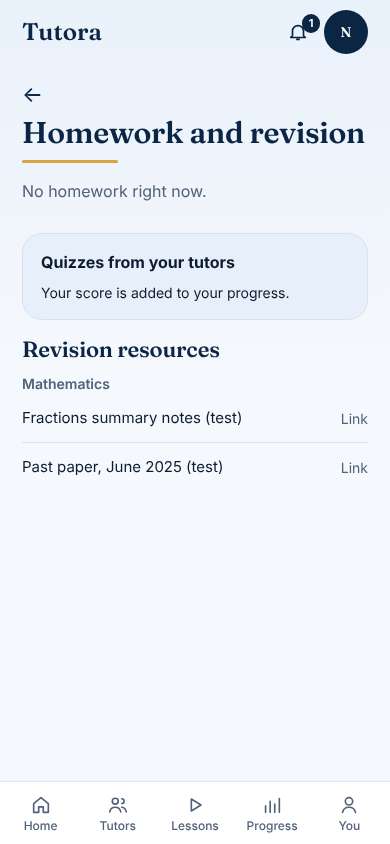 Tutora
1
N
Homework and revision
No homework right now.
Quizzes from your tutors
Your score is added to your progress.
Revision resources
Mathematics
Fractions summary notes (test) Link
Past paper, June 2025 (test) Link
Home Tutors Lessons Progress You